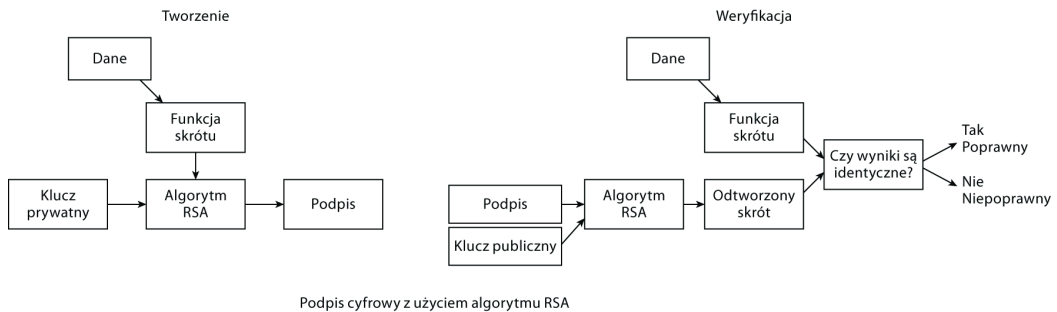 Tworzenie
Dane
Funkcja
skrótu
Klucz
prywatny
Algorytm
RSA
Podpis
Weryfikacja
Dane
Funkcja
skrótu
Podpis
Klucz publiczny
Algorytm
RSA
Odtworzony
skrót
Czy wyniki są
identyczne?
Tak
Poprawny
Nie
Niepoprawny
Podpis cyfrowy z użyciem algorytmu RSA